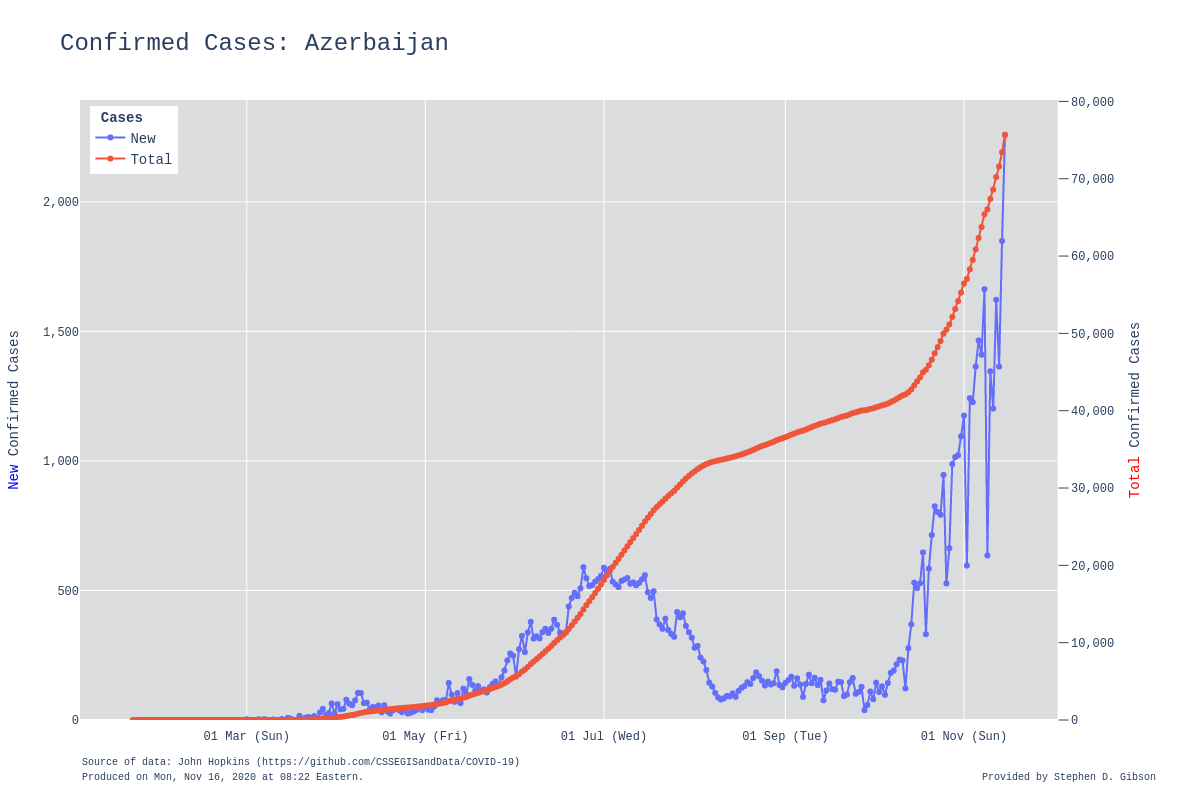 Confirmed Cases: Azerbaijan
Cases
New
Total
2,000
1,500
1,000
500
0
80,000
70,000
60,000
50,000
40,000
30,000
20,000
10,000
0
New Confirmed Cases
Total Confirmed Cases
01 Mar (Sun)
01 May (Fri)
01 Jul (Wed)
01 Sep (Tue)
01 Nov (Sun)
Source of data: John Hopkins (https://github.com/CSSEGISandData/COVID-19)
Produced on Mon, Nov 16, 2020 at 08:22 Eastern.
Provided by Stephen D. Gibson